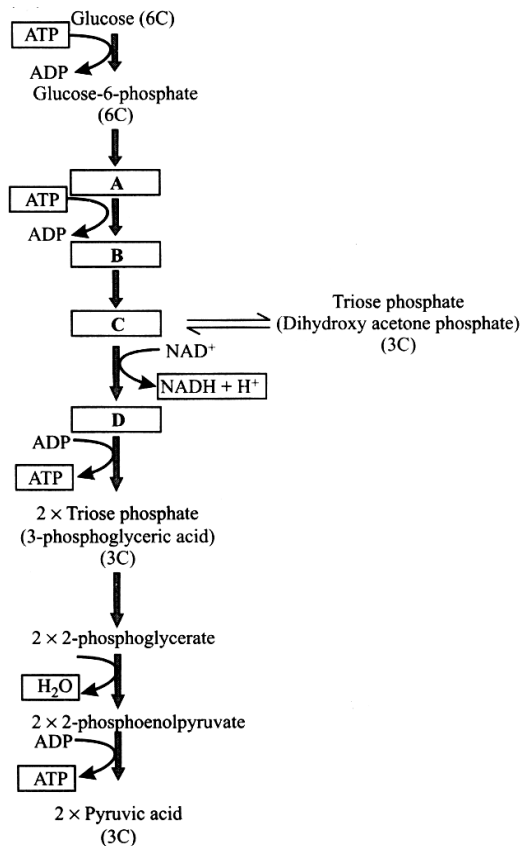 Glucose (6C)
ATP
ADP
Glucose-6-phosphate
(6C)
A
ATP
ADP
B
C
Triose phosphate
(Dihydroxy acetone phosphate)
(3C)
NAD⁺
NADH + H⁺
D
ADP
ATP
2 × Triose phosphate
(3-phosphoglyceric acid)
(3C)
2 × 2-phosphoglycerate
H₂O
2 × 2-phosphoenolpyruvate
ADP
ATP
2 × Pyruvic acid
(3C)